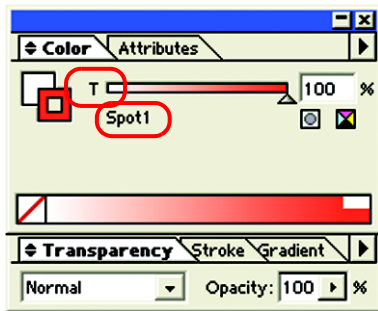 Color Attributes
T 100 %
Spot1
Transparency Stroke Gradient
Normal Opacity: 100 %